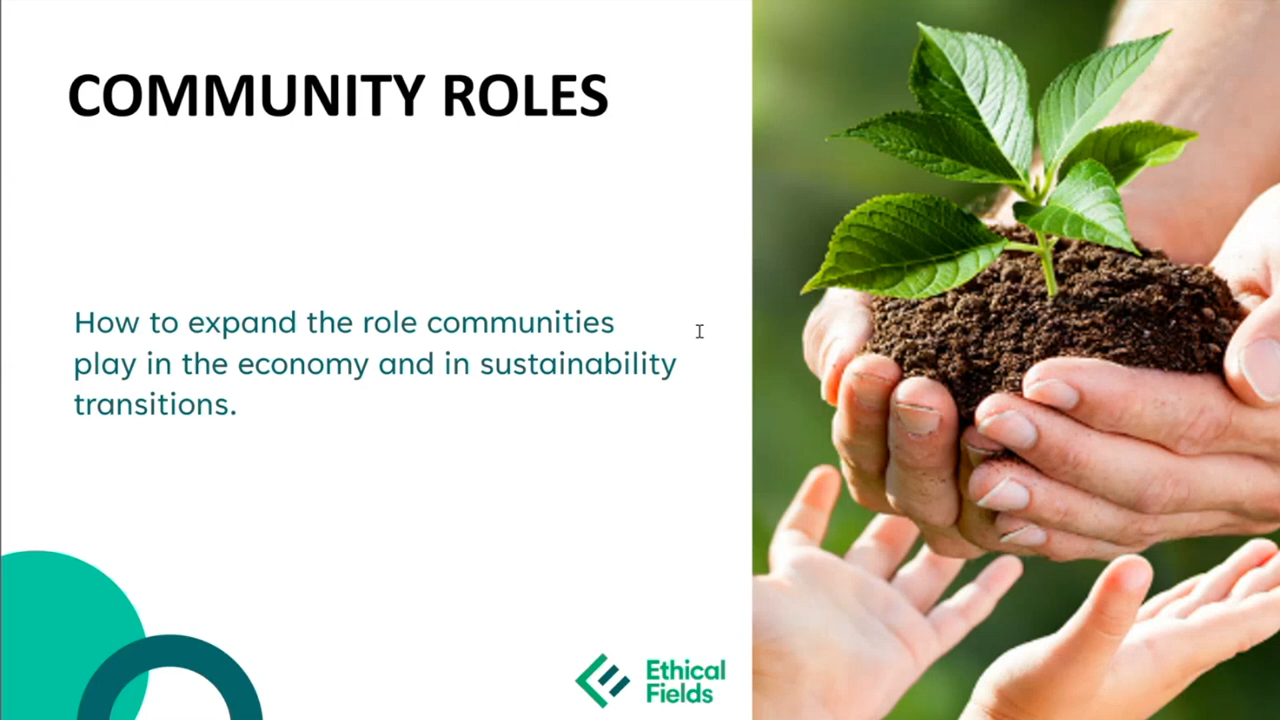 COMMUNITY ROLES
How to expand the role communities
play in the economy and in sustainability
transitions.
Ethical
Fields